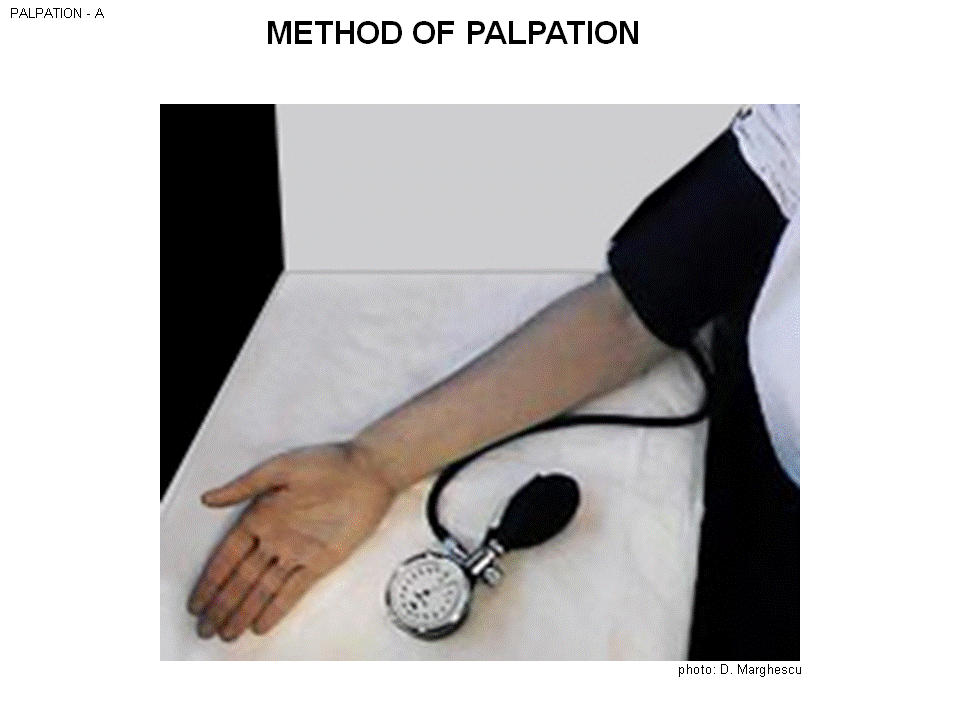 PALPATION - A
METHOD OF PALPATION
photo: D. Marghescu